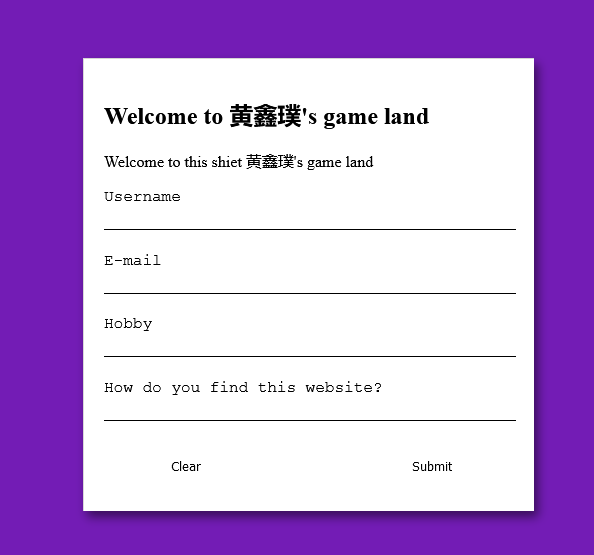 Welcome to 黄鑫璞's game land
Welcome to this shiet 黄鑫璞's game land
Username
E-mail
Hobby
How do you find this website?
Clear
Submit